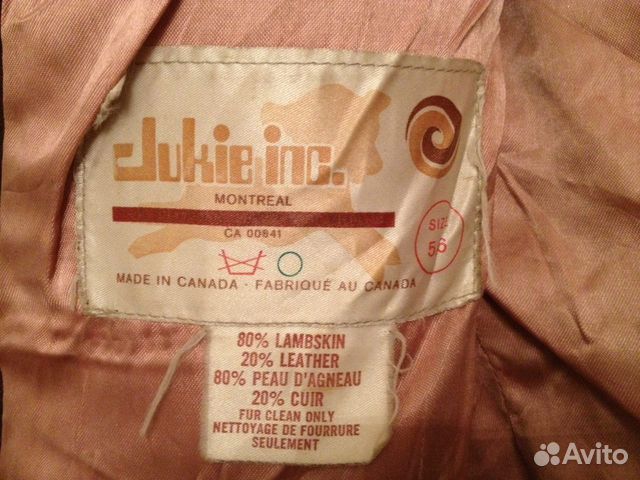 Jukie inc.
MONTREAL
CA 00841
SIZE
56
MADE IN CANADA · FABRIQUÉ AU CANADA
80% LAMBSKIN
20% LEATHER
80% PEAU D'AGNEAU
20% CUIR
FUR CLEAN ONLY
NETTOYAGE DE FOURRURE
SEULEMENT
Avito